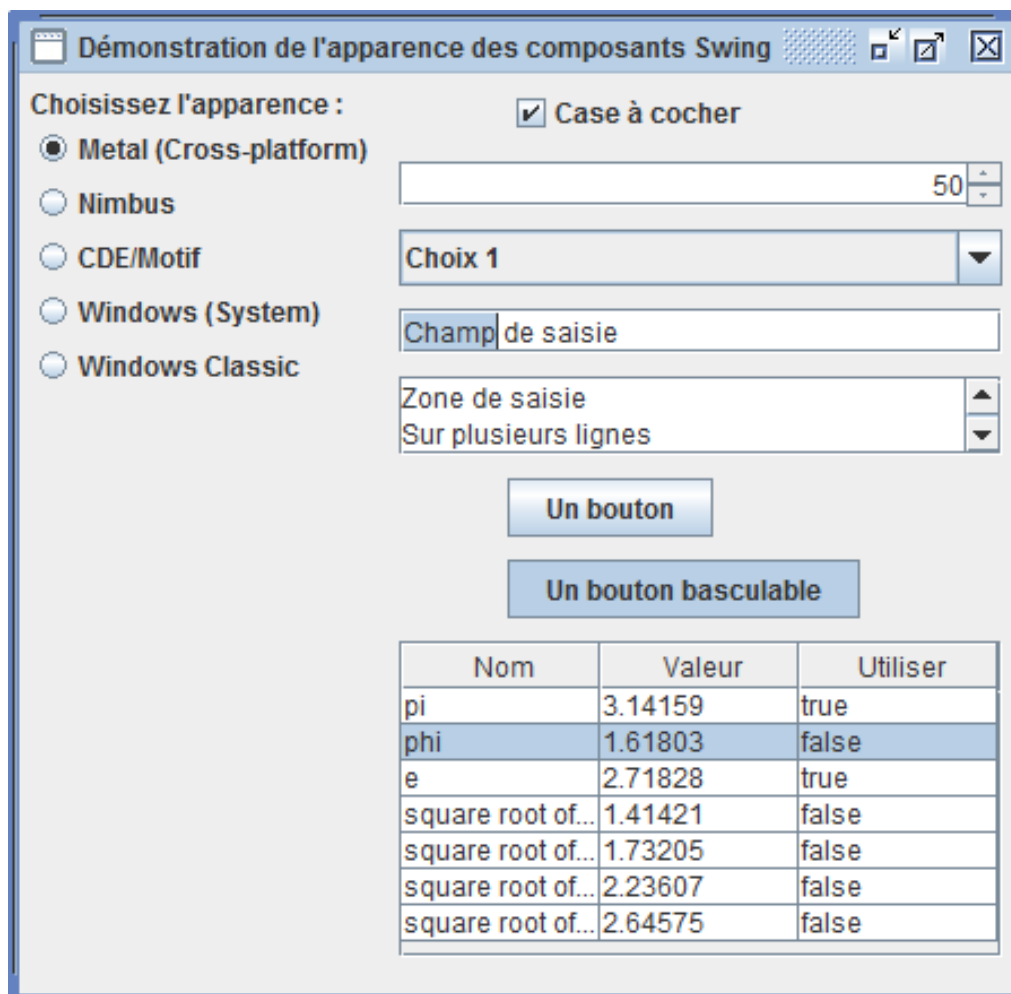 Démonstration de l'apparence des composants Swing
Choisissez l'apparence :
Metal (Cross-platform)
Nimbus
CDE/Motif
Windows (System)
Windows Classic
Case à cocher
50
Choix 1
Champ de saisie
Zone de saisie
Sur plusieurs lignes
Un bouton
Un bouton basculable
Nom Valeur Utiliser
pi 3.14159 true
phi 1.61803 false
e 2.71828 true
square root of... 1.41421 false
square root of... 1.73205 false
square root of... 2.23607 false
square root of... 2.64575 false